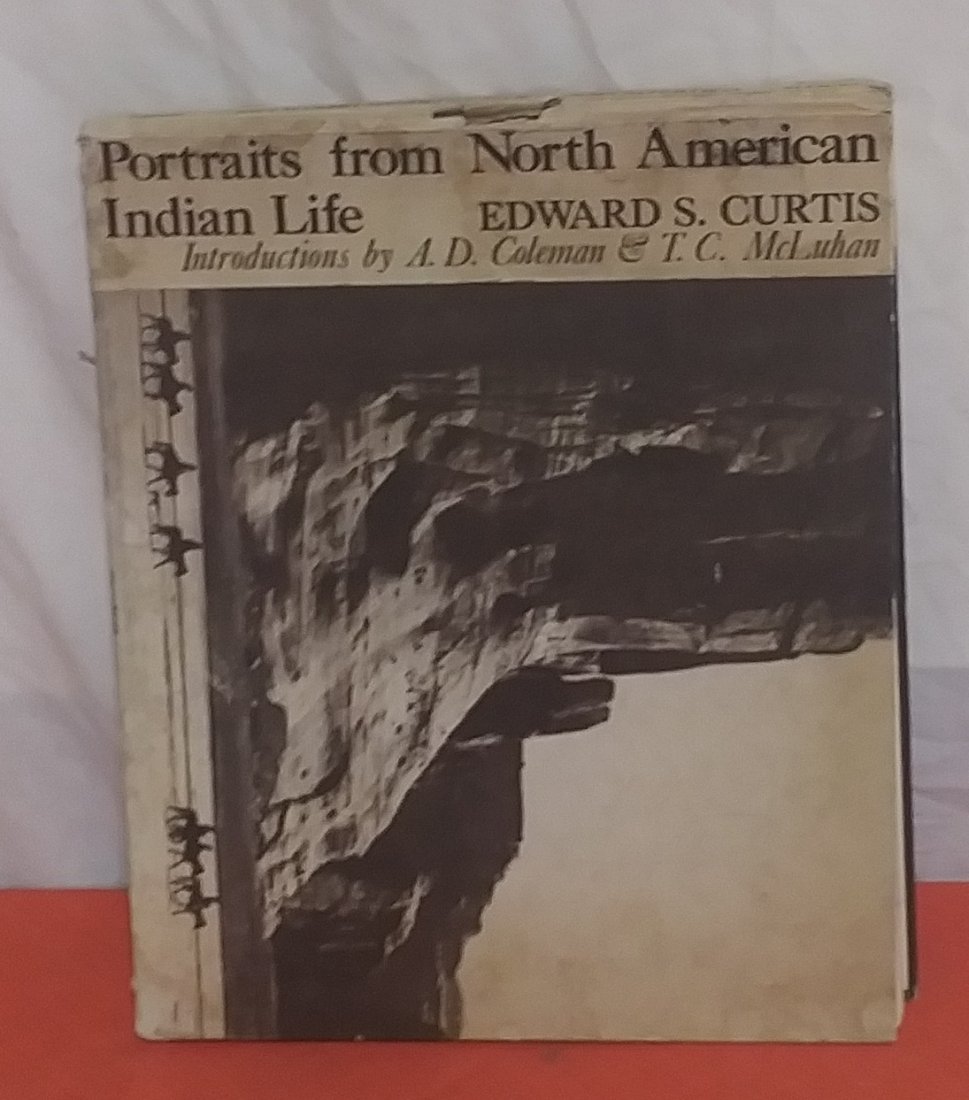 Portraits from North American
Indian Life EDWARD S. CURTIS
Introductions by A. D. Coleman & T. C. McLuhan